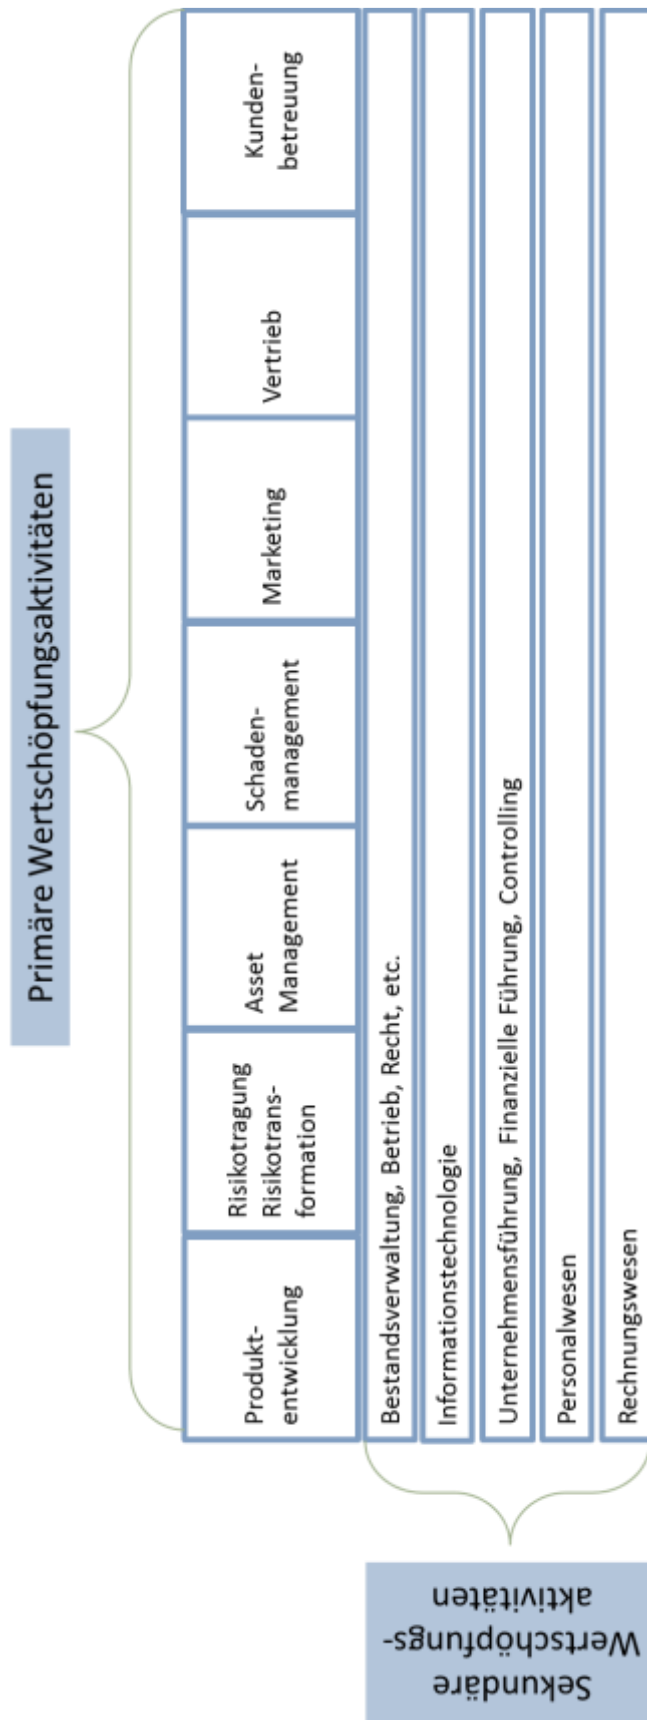 Primäre Wertschöpfungsaktivitäten
Produkt-
entwicklung
Risikotragung
Risikotrans-
formation
Asset
Management
Schaden-
management
Marketing
Vertrieb
Kunden-
betreuung
Sekundäre
Wertschöpfungs-
aktivitäten
Bestandsverwaltung, Betrieb, Recht, etc.
Informationstechnologie
Unternehmensführung, Finanzielle Führung, Controlling
Personalwesen
Rechnungswesen